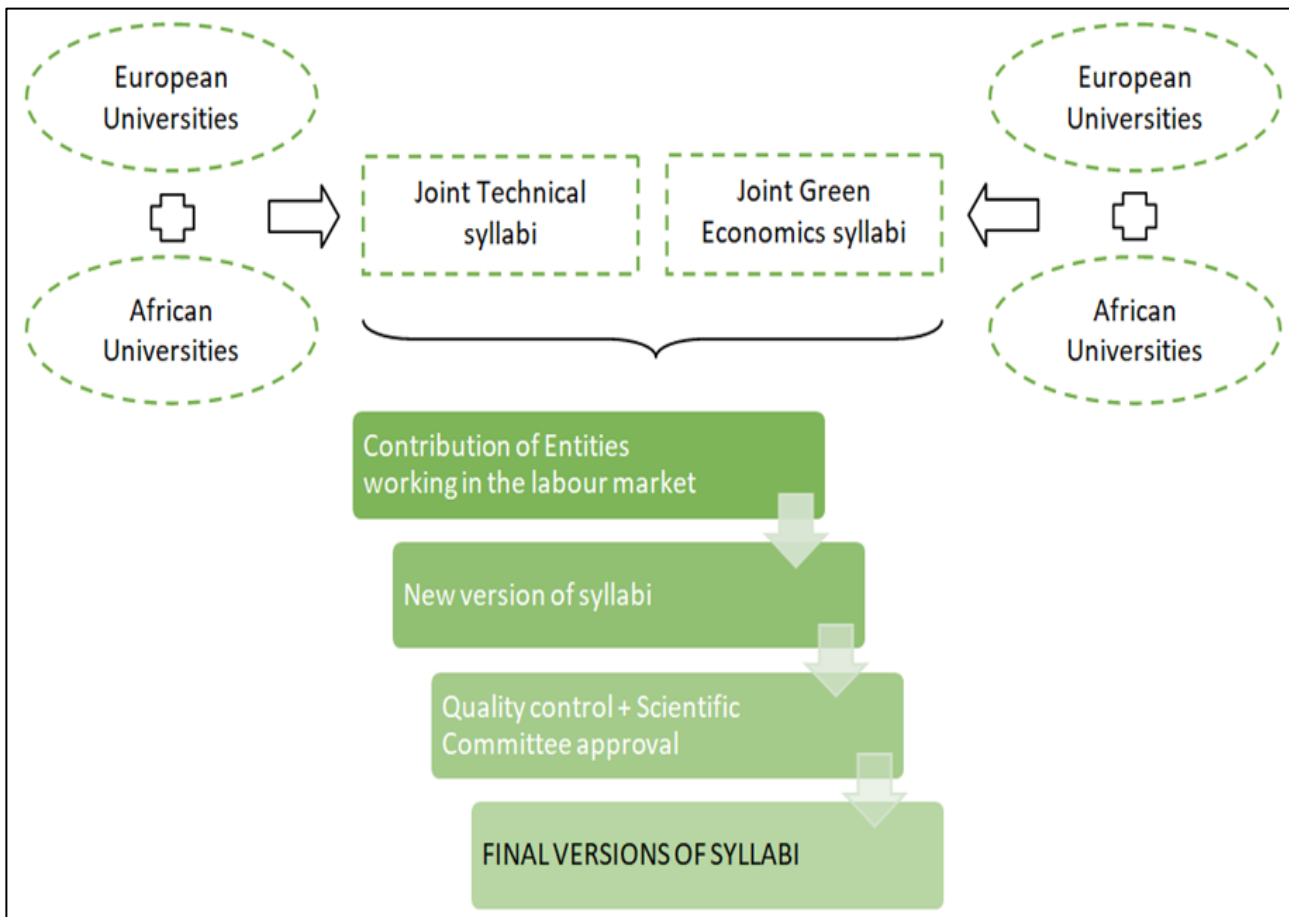 European
Universities
African
Universities
Joint Technical
syllabi
Joint Green
Economics syllabi
European
Universities
African
Universities
Contribution of Entities
working in the labour market
New version of syllabi
Quality control + Scientific
Committee approval
FINAL VERSIONS OF SYLLABI